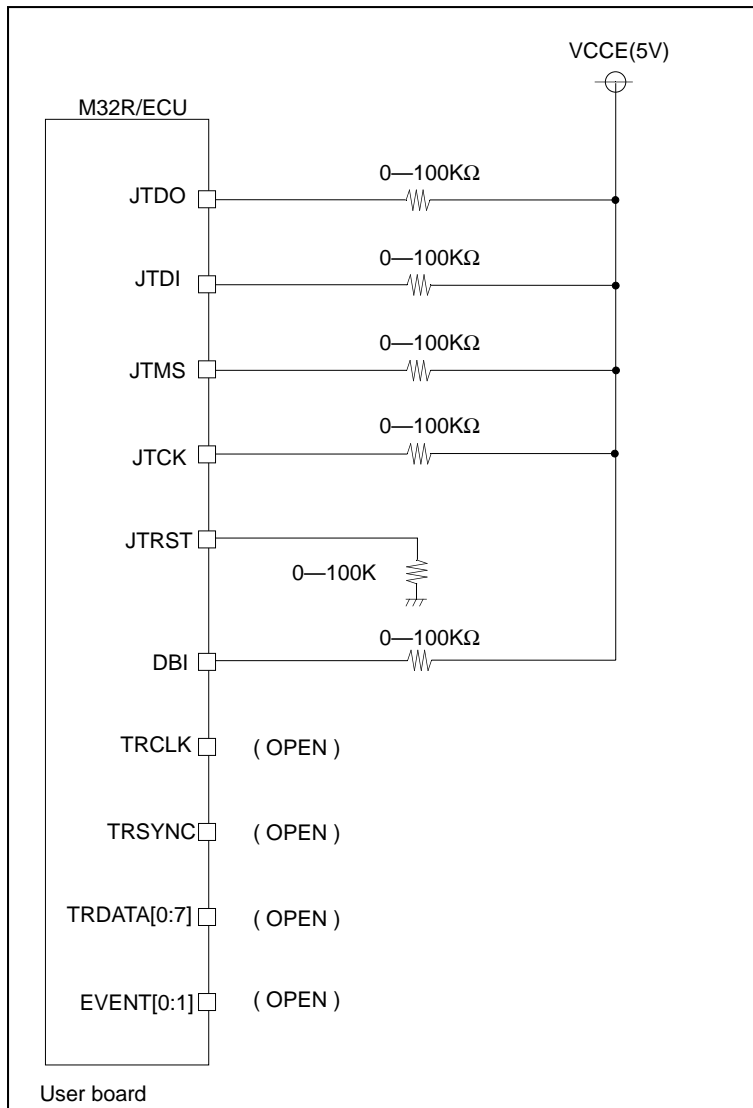 VCCE(5V)
M32R/ECU
JTDO
0—100KΩ
JTDI
0—100KΩ
JTMS
0—100KΩ
JTCK
0—100KΩ
JTRST
0—100K
DBI
0—100KΩ
TRCLK ( OPEN )
TRSYNC ( OPEN )
TRDATA[0:7] ( OPEN )
EVENT[0:1] ( OPEN )
User board